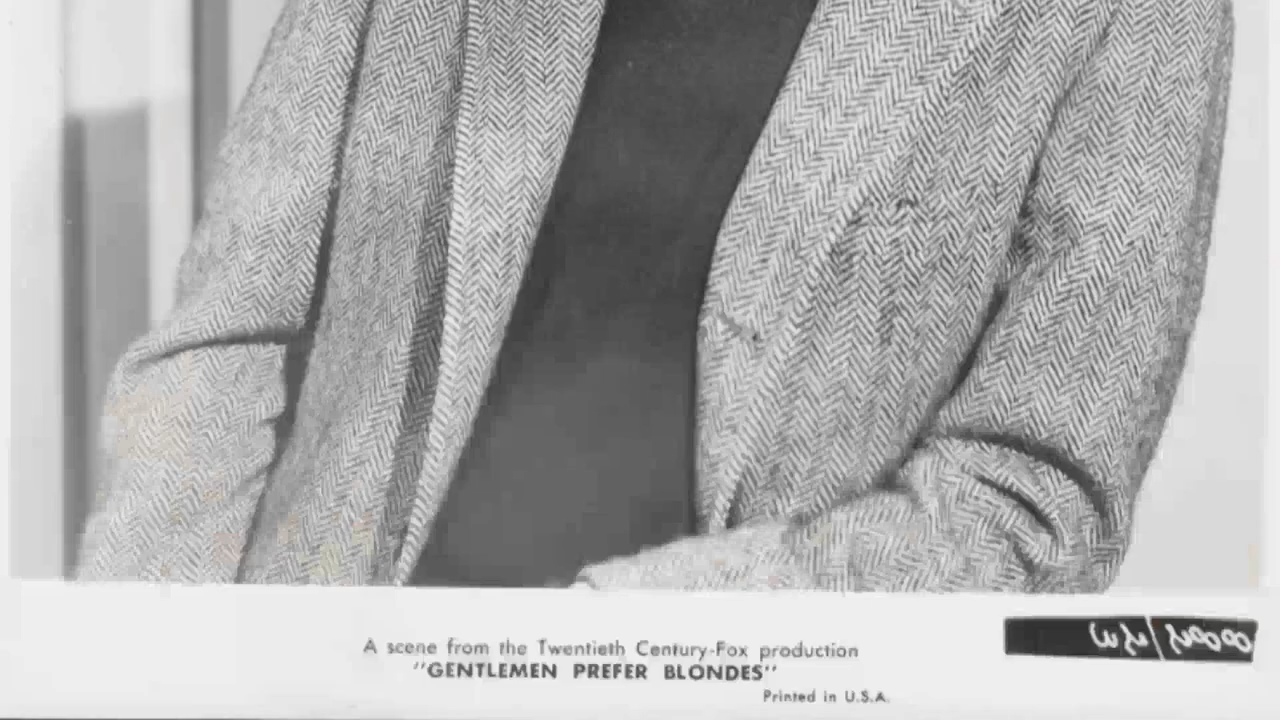 A scene from the Twentieth Century-Fox production
"GENTLEMEN PREFER BLONDES"
Printed in U.S.A.